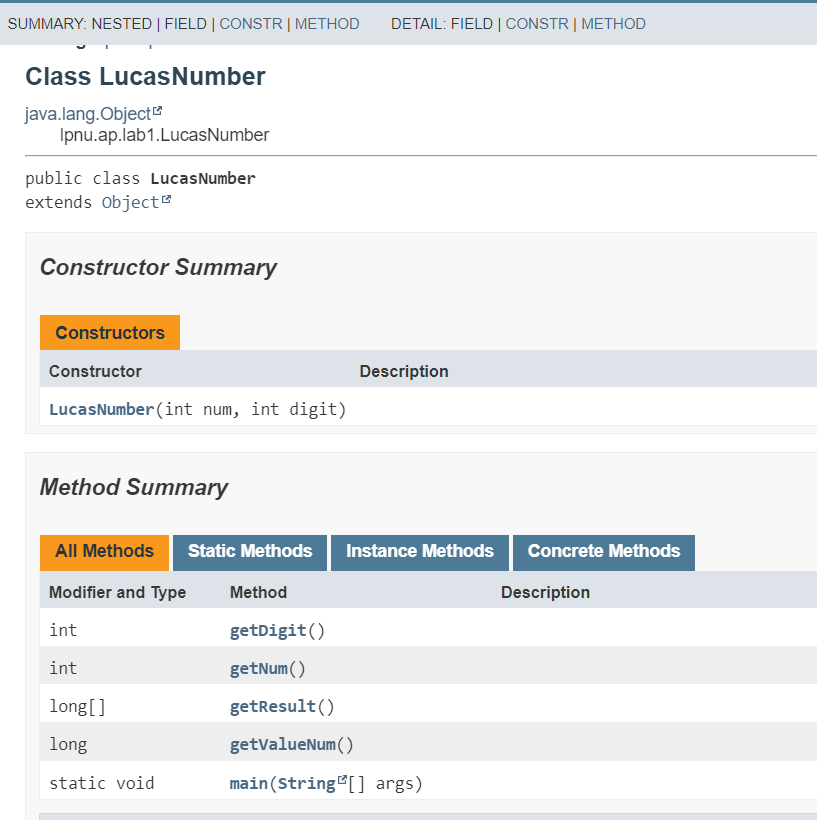 SUMMARY: NESTED | FIELD | CONSTR | METHOD DETAIL: FIELD | CONSTR | METHOD
Class LucasNumber
java.lang.Object
lpnu.ap.lab1.LucasNumber
public class LucasNumber
extends Object
Constructor Summary
Constructors
Constructor Description
LucasNumber(int num, int digit)
Method Summary
All Methods Static Methods Instance Methods Concrete Methods
Modifier and Type Method Description
int getDigit()
int getNum()
long[] getResult()
long getValueNum()
static void main(String[] args)